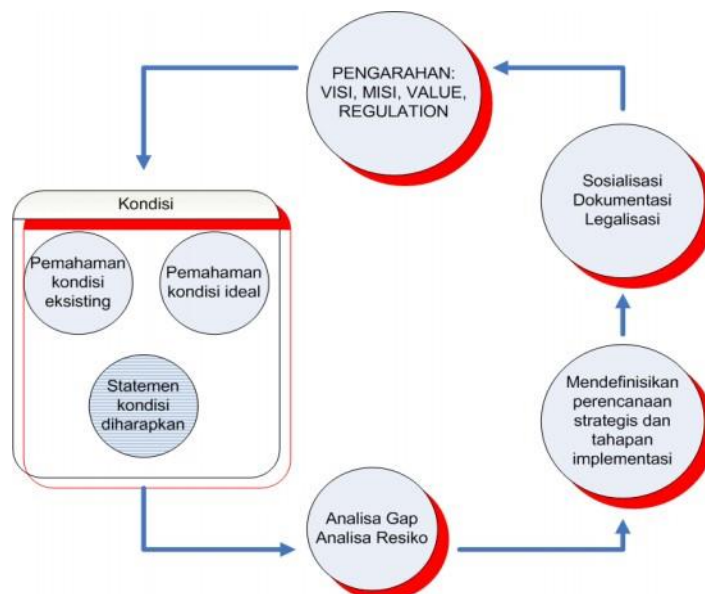 PENGARAHAN:
VISI, MISI, VALUE,
REGULATION
Kondisi
Pemahaman
kondisi
eksisting
Pemahaman
kondisi ideal
Statemen
kondisi
diharapkan
Analisa Gap
Analisa Resiko
Mendefinisikan
perencanaan
strategis dan
tahapan
implementasi
Sosialisasi
Dokumentasi
Legalisasi